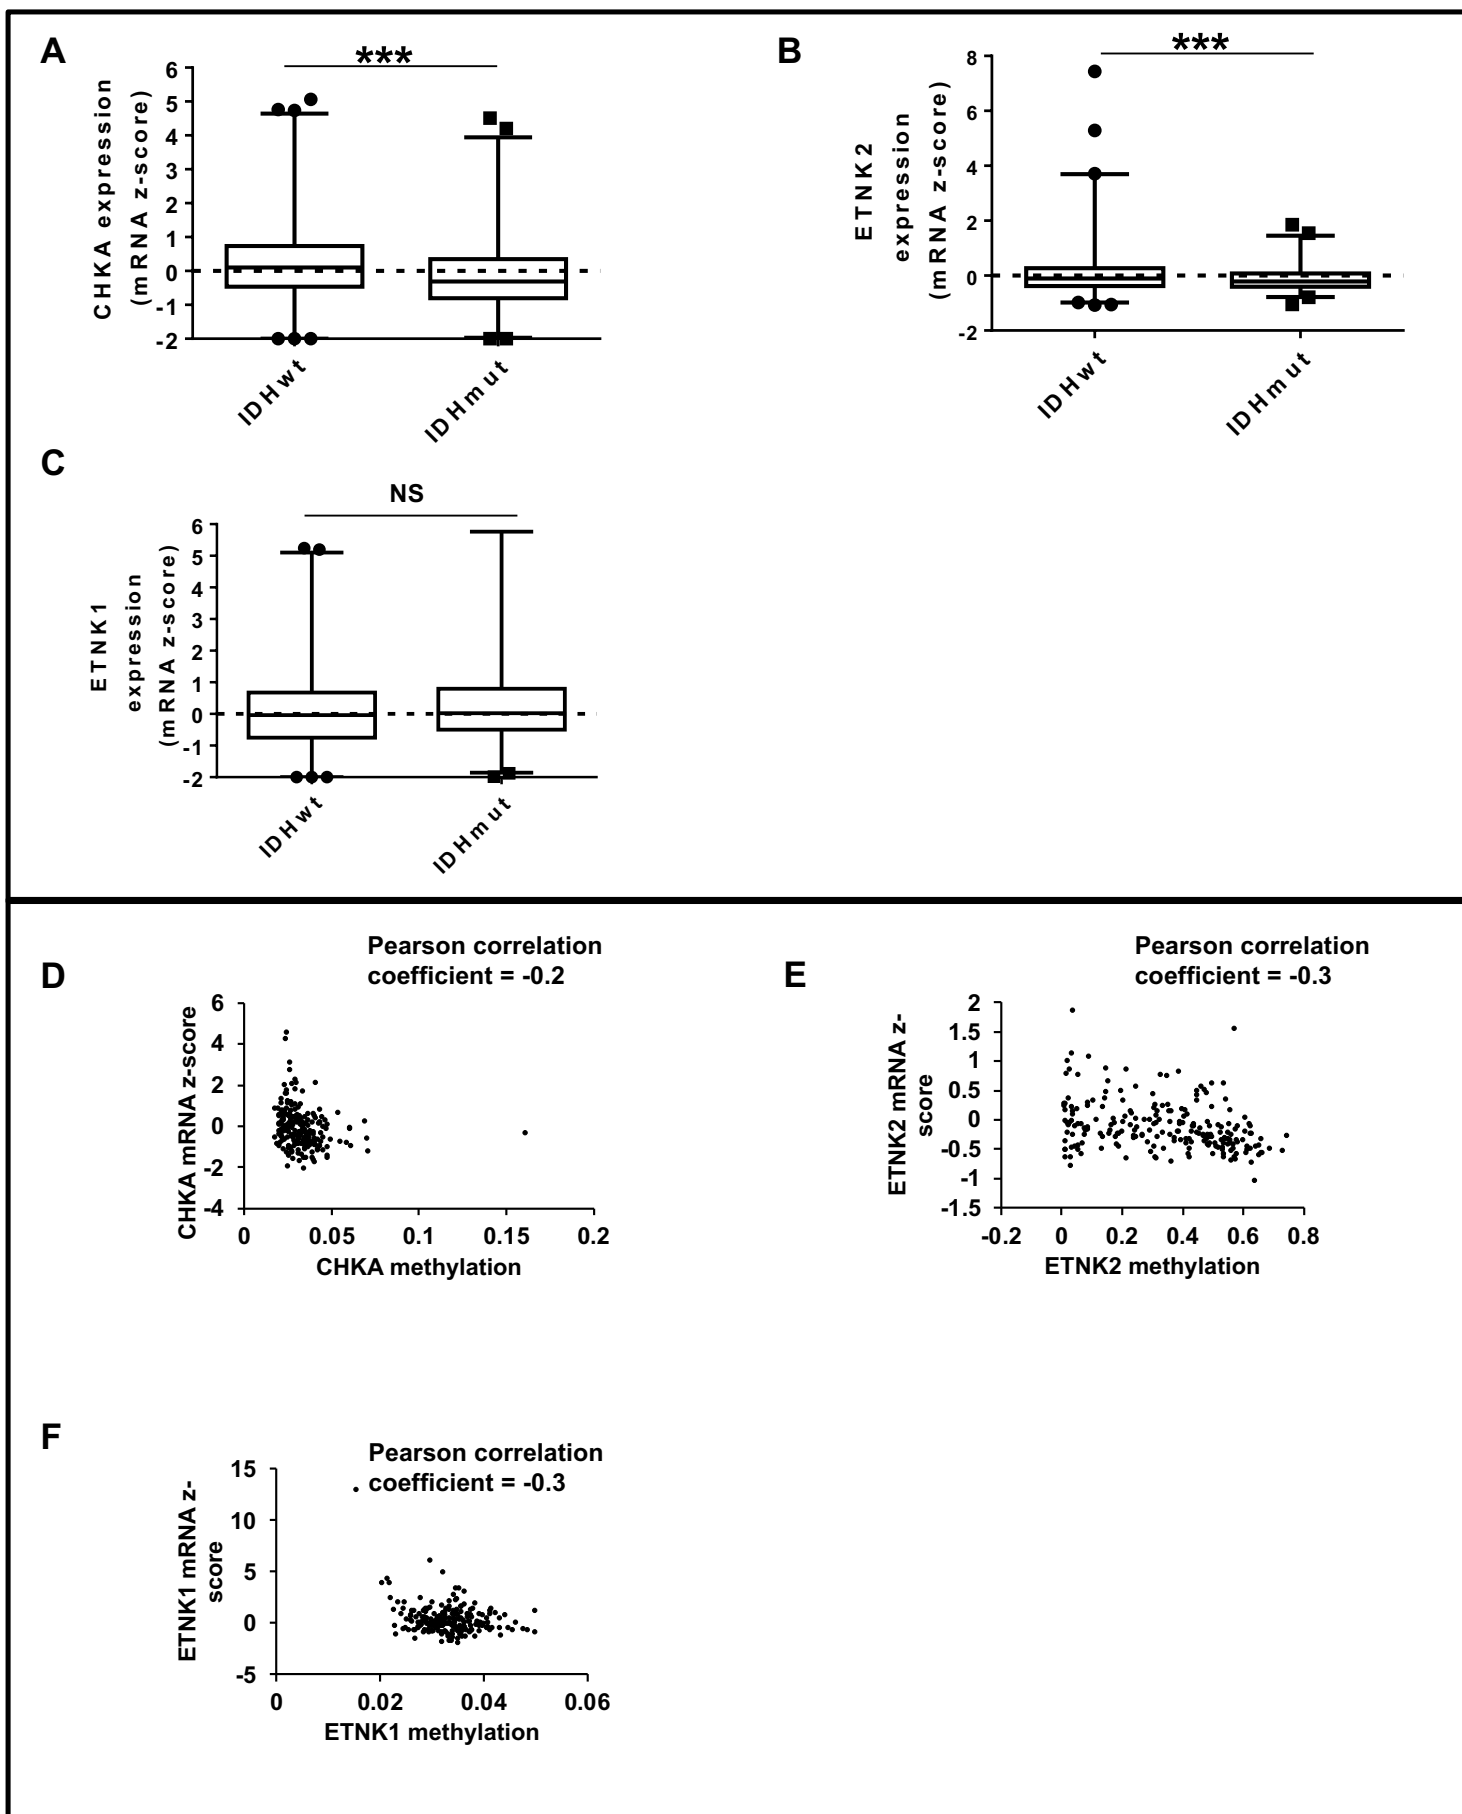 A
***
CHKA expression
(mRNA z-score)
6
5
4
3
2
1
0
-1
-2
IDHwt
IDHmut
B
***
ETNK2
expression
(mRNA z-score)
8
6
4
2
0
-2
IDHwt
IDHmut
C
NS
ETNK1
expression
(mRNA z-score)
6
5
4
3
2
1
0
-1
-2
IDHwt
IDHmut
D
Pearson correlation
coefficient = -0.2
CHKA mRNA z-score
6
4
2
0
-2
-4
0 0.05 0.1 0.15 0.2
CHKA methylation
E
Pearson correlation
coefficient = -0.3
ETNK2 mRNA z-
score
2
1.5
1
0.5
0
-0.5
-1
-1.5
-0.2 0 0.2 0.4 0.6 0.8
ETNK2 methylation
F
Pearson correlation
coefficient = -0.3
ETNK1 mRNA z-
score
15
10
5
0
-5
0 0.02 0.04 0.06
ETNK1 methylation